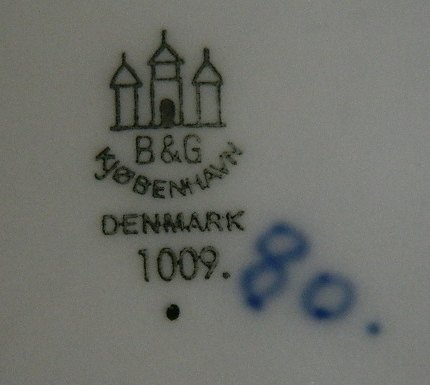 B&G
KJØBENHAVN
DENMARK
1009.
80.